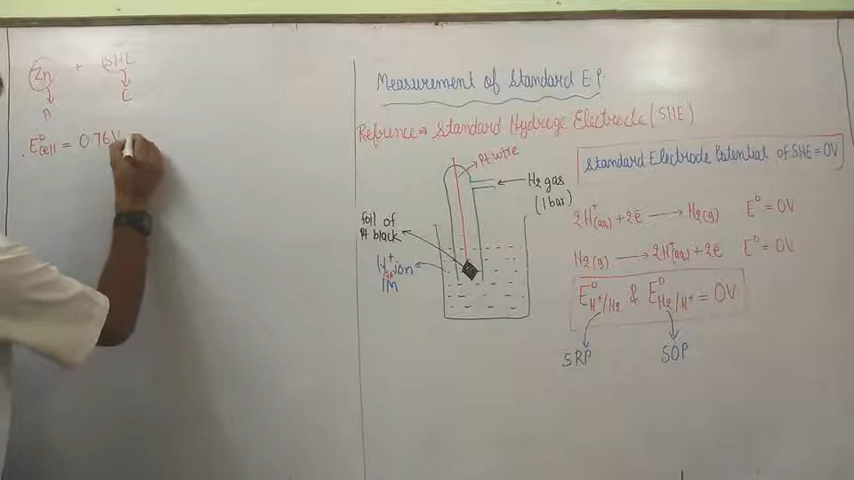 Zn + SHE
A C
E°cell = 0.76V
Measurement of Standard E.P.
Refrence⇒ Standard Hydroge Electrode (SHE)
Pt wire
Standard Electrode Potential of SHE = 0V
H2 gas
(1 bar)
foil of
Pt black
H+ ion
1M
2H+(aq) + 2e⁻ ⟶ H2(g) E° = 0V
H2(g) ⟶ 2H+(aq) + 2e⁻ E° = 0V
E°H+/H2 & E°H2/H+ = 0V
SRP SOP